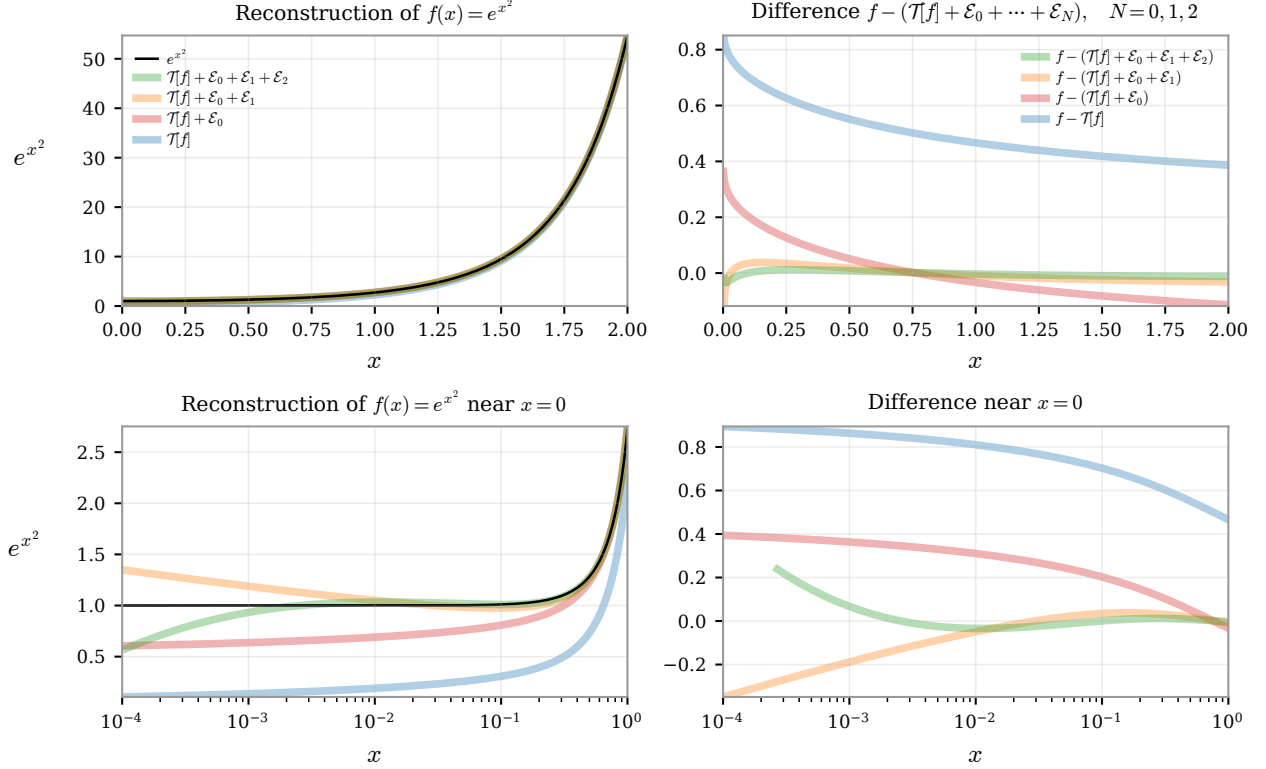 Reconstruction of f(x) = e^{x^2}
50
40
30
20
10
0
e^{x^2}
e^{x^2}
𝒯[f] + ℰ_0 + ℰ_1 + ℰ_2
𝒯[f] + ℰ_0 + ℰ_1
𝒯[f] + ℰ_0
𝒯[f]
0.00 0.25 0.50 0.75 1.00 1.25 1.50 1.75 2.00
x
Difference f − (𝒯[f] + ℰ_0 + ⋯ + ℰ_N), N = 0, 1, 2
0.8
0.6
0.4
0.2
0.0
f − (𝒯[f] + ℰ_0 + ℰ_1 + ℰ_2)
f − (𝒯[f] + ℰ_0 + ℰ_1)
f − (𝒯[f] + ℰ_0)
f − 𝒯[f]
0.00 0.25 0.50 0.75 1.00 1.25 1.50 1.75 2.00
x
Reconstruction of f(x) = e^{x^2} near x = 0
2.5
2.0
1.5
1.0
0.5
e^{x^2}
10^{−4} 10^{−3} 10^{−2} 10^{−1} 10^0
x
Difference near x = 0
0.8
0.6
0.4
0.2
0.0
−0.2
10^{−4} 10^{−3} 10^{−2} 10^{−1} 10^0
x